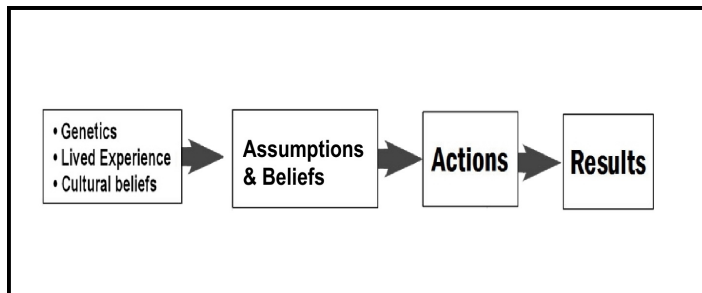 • Genetics
• Lived Experience
• Cultural beliefs
Assumptions
& Beliefs
Actions
Results